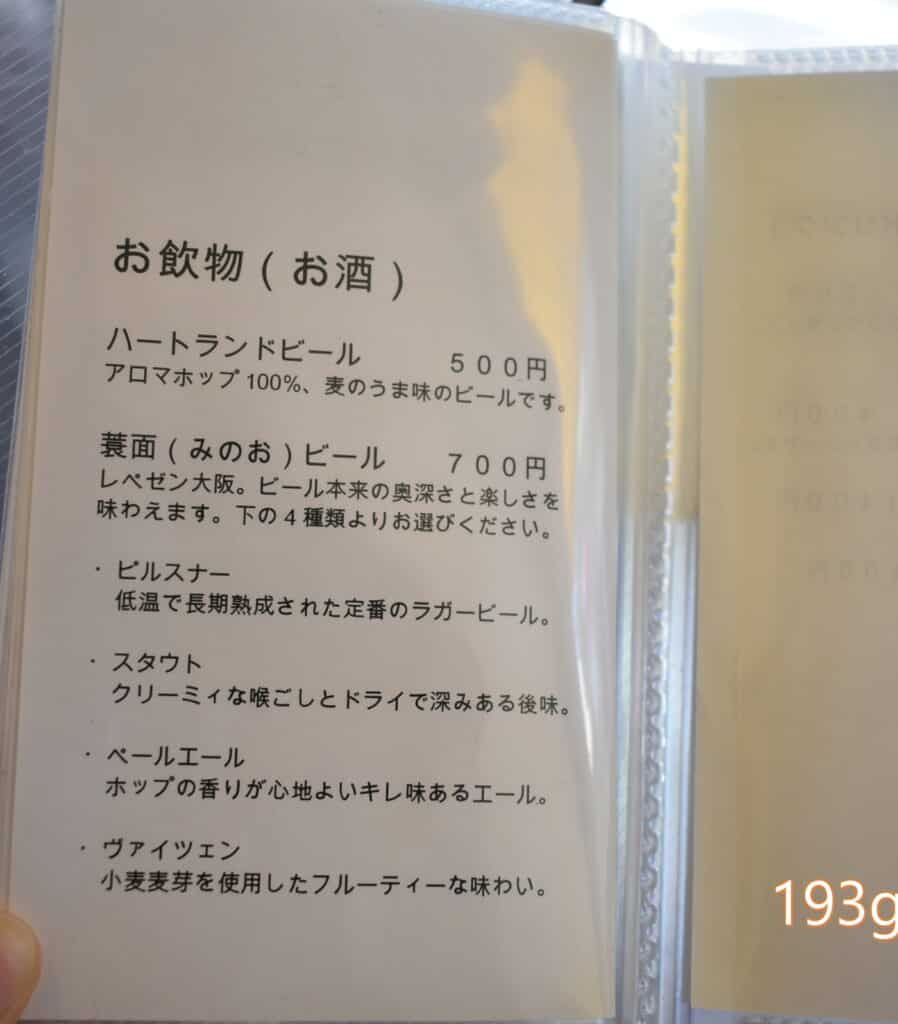 お飲物（お酒）
ハートランドビール　５００円
アロマホップ 100%、麦のうま味のビールです。
蓑面（みのお）ビール　７００円
レペゼン大阪。ビール本来の奥深さと楽しさを
味わえます。下の４種類よりお選びください。
・ピルスナー
低温で長期熟成された定番のラガービール。
・スタウト
クリーミィな喉ごしとドライで深みある後味。
・ペールエール
ホップの香りが心地よいキレ味あるエール。
・ヴァイツェン
小麦麦芽を使用したフルーティーな味わい。
193g